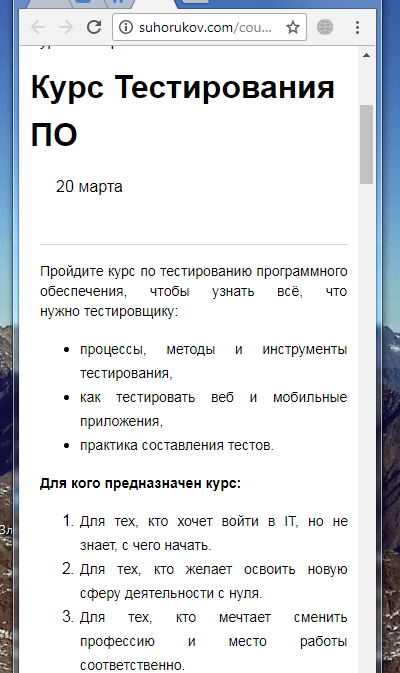 suhorukov.com/cou...
Курс Тестирования
ПО
20 марта
Пройдите курс по тестированию программного
обеспечения, чтобы узнать всё, что
нужно тестировщику:
процессы, методы и инструменты
тестирования,
как тестировать веб и мобильные
приложения,
практика составления тестов.
Для кого предназначен курс:
1. Для тех, кто хочет войти в IT, но не
знает, с чего начать.
2. Для тех, кто желает освоить новую
сферу деятельности с нуля.
3. Для тех, кто мечтает сменить
профессию и место работы
соответственно.